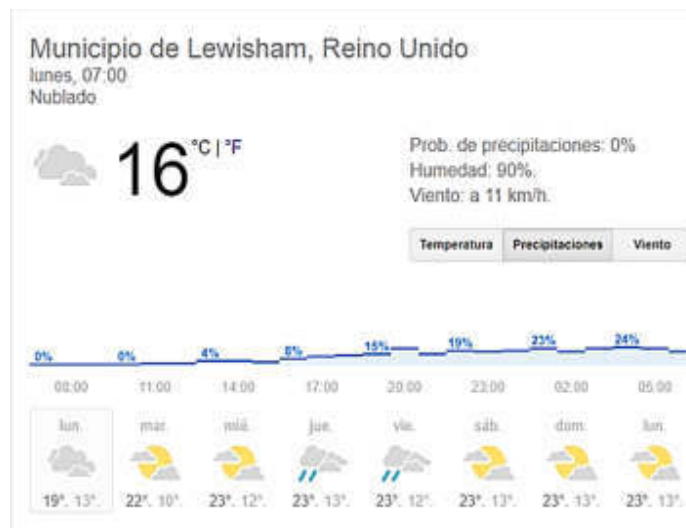 Municipio de Lewisham, Reino Unido
lunes, 07:00
Nublado
16 °C | °F
Prob. de precipitaciones: 0%
Humedad: 90%.
Viento: a 11 km/h.
Temperatura Precipitaciones Viento
0% 0% 4% 8% 15% 19% 23% 24%
08:00 11:00 14:00 17:00 20:00 23:00 02:00 05:00
lun. mar. mié. jue. vie. sáb. dom. lun.
19°. 13°. 22°. 10°. 23°. 12°. 23°. 13°. 23°. 12°. 23°. 13°. 23°. 13°. 23°. 13°.